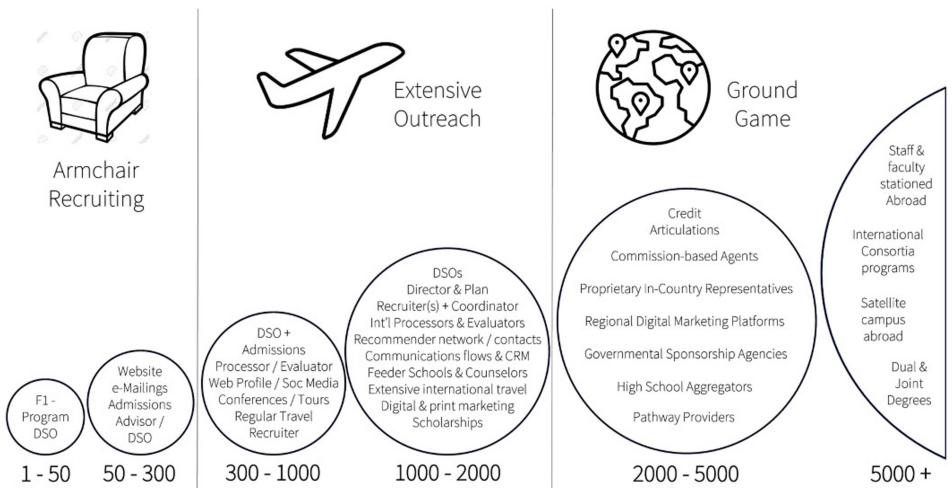 Armchair
Recruiting
F1 -
Program
DSO
1 - 50
Website
e-Mailings
Admissions
Advisor /
DSO
50 - 300
Extensive
Outreach
DSO +
Admissions
Processor / Evaluator
Web Profile / Soc Media
Conferences / Tours
Regular Travel
Recruiter
300 - 1000
DSOs
Director & Plan
Recruiter(s) + Coordinator
Int'l Processors & Evaluators
Recommender network / contacts
Communications flows & CRM
Feeder Schools & Counselors
Extensive international travel
Digital & print marketing
Scholarships
1000 - 2000
Ground
Game
Credit
Articulations
Commission-based Agents
Proprietary In-Country Representatives
Regional Digital Marketing Platforms
Governmental Sponsorship Agencies
High School Aggregators
Pathway Providers
2000 - 5000
Staff &
faculty
stationed
Abroad
International
Consortia
programs
Satellite
campus
abroad
Dual &
Joint
Degrees
5000 +